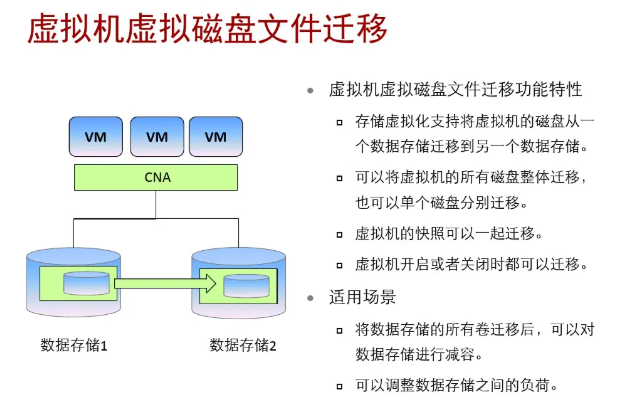 虚拟机虚拟磁盘文件迁移
VM VM VM
CNA
数据存储1 数据存储2
虚拟机虚拟磁盘文件迁移功能特性
存储虚拟化支持将虚拟机的磁盘从一
个数据存储迁移到另一个数据存储。
可以将虚拟机的所有磁盘整体迁移，
也可以单个磁盘分别迁移。
虚拟机的快照可以一起迁移。
虚拟机开启或者关闭时都可以迁移。
适用场景
将数据存储的所有卷迁移后，可以对
数据存储进行减容。
可以调整数据存储之间的负荷。